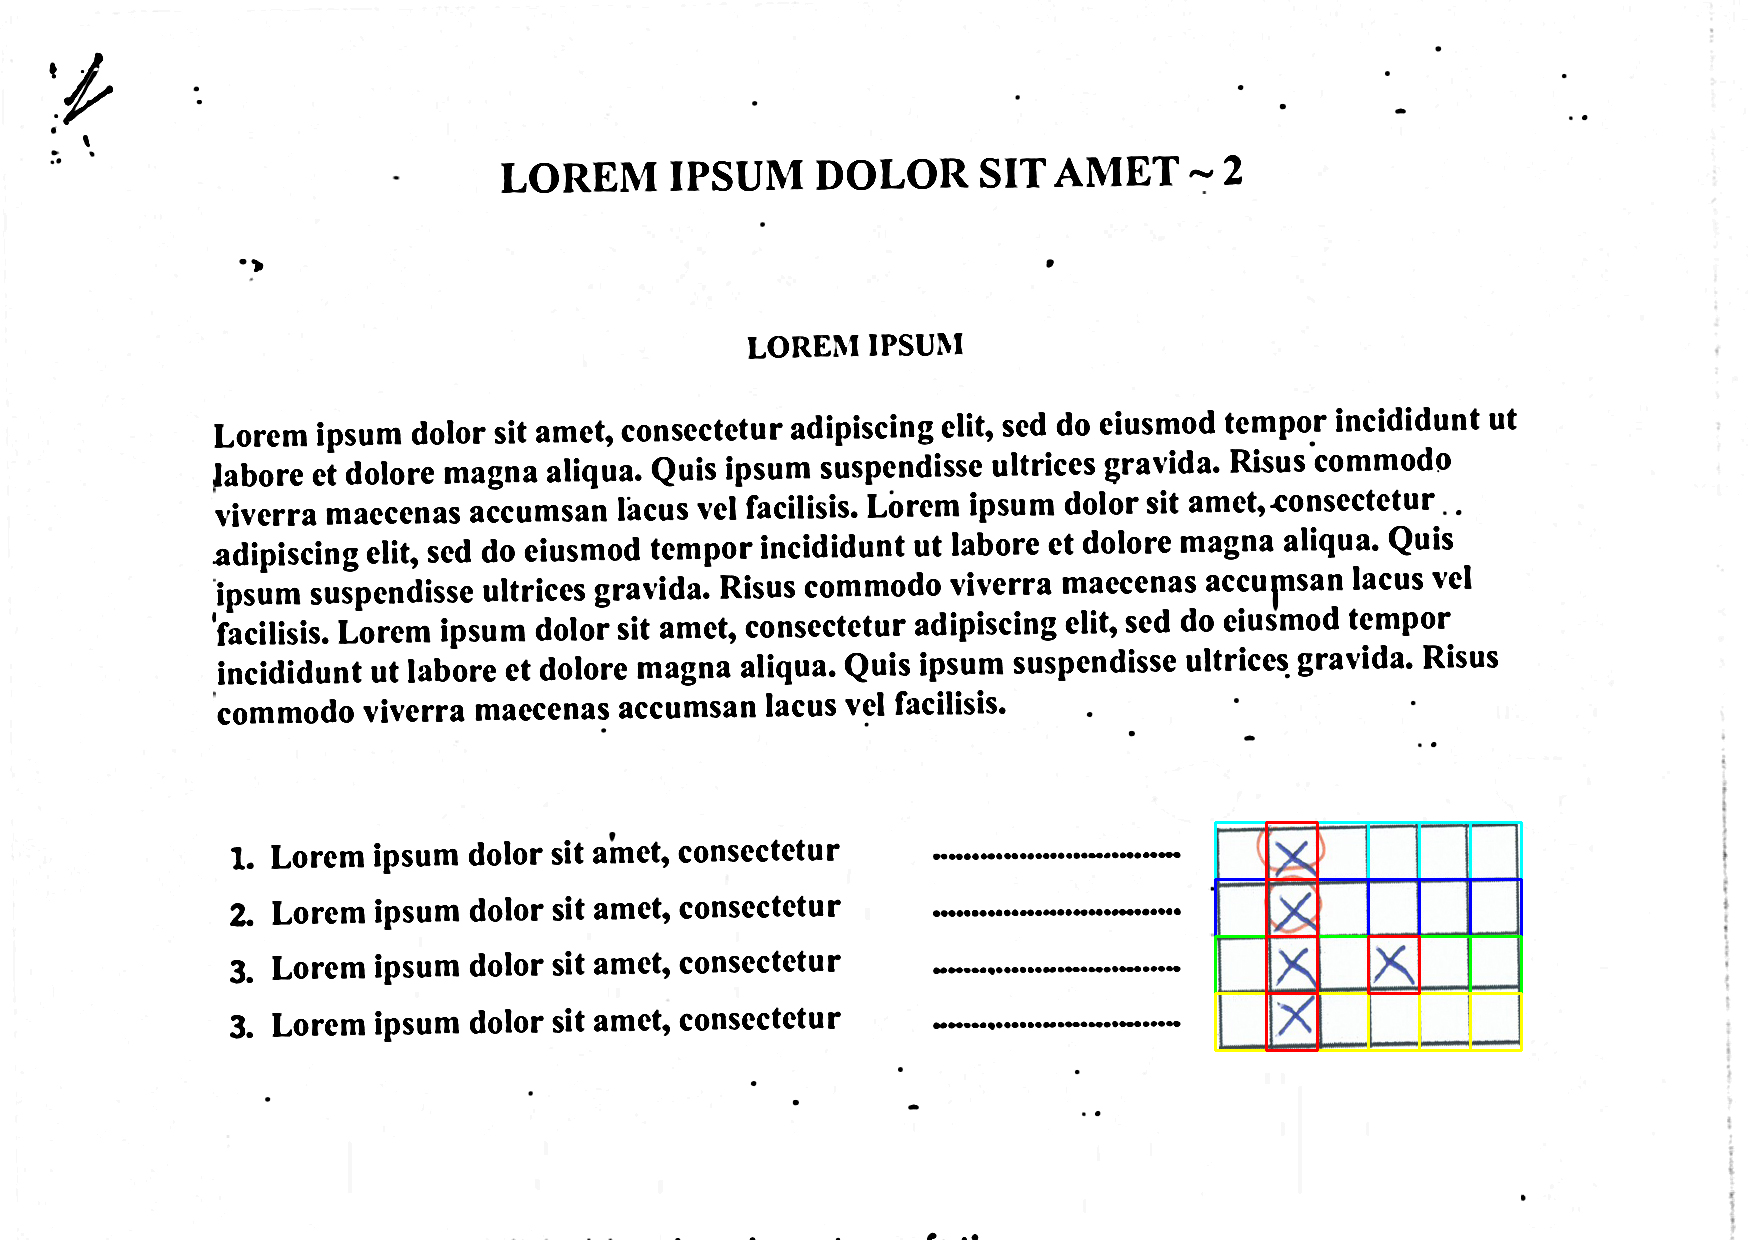 LOREM IPSUM DOLOR SIT AMET ~ 2
LOREM IPSUM
Lorem ipsum dolor sit amet, consectetur adipiscing elit, sed do eiusmod tempor incididunt ut
labore et dolore magna aliqua. Quis ipsum suspendisse ultrices gravida. Risus commodo
viverra maecenas accumsan lacus vel facilisis. Lorem ipsum dolor sit amet, consectetur
adipiscing elit, sed do eiusmod tempor incididunt ut labore et dolore magna aliqua. Quis
ipsum suspendisse ultrices gravida. Risus commodo viverra maecenas accumsan lacus vel
facilisis. Lorem ipsum dolor sit amet, consectetur adipiscing elit, sed do eiusmod tempor
incididunt ut labore et dolore magna aliqua. Quis ipsum suspendisse ultrices gravida. Risus
commodo viverra maecenas accumsan lacus vel facilisis.
1. Lorem ipsum dolor sit amet, consectetur ............................... X
2. Lorem ipsum dolor sit amet, consectetur ............................... X
3. Lorem ipsum dolor sit amet, consectetur ............................... X X
3. Lorem ipsum dolor sit amet, consectetur ............................... X